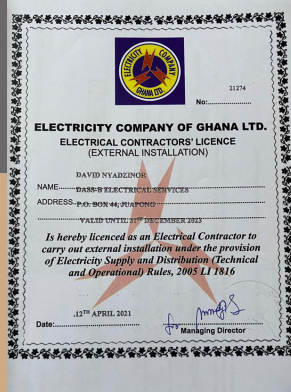 ELECTRICITY COMPANY
GHANA LTD.
21274
No:
ELECTRICITY COMPANY OF GHANA LTD.
ELECTRICAL CONTRACTORS' LICENCE
(EXTERNAL INSTALLATION)
DAVID NYADZINOR
NAME DASS-B ELECTRICAL SERVICES
ADDRESS P.O. BOX 44, JUAPONG
VALID UNTIL 31ST DECEMBER 2023
Is hereby licenced as an Electrical Contractor to
carry out external installation under the provision
of Electricity Supply and Distribution (Technical
and Operational) Rules, 2005 LI 1816
Date: 12TH APRIL 2021
for
Managing Director